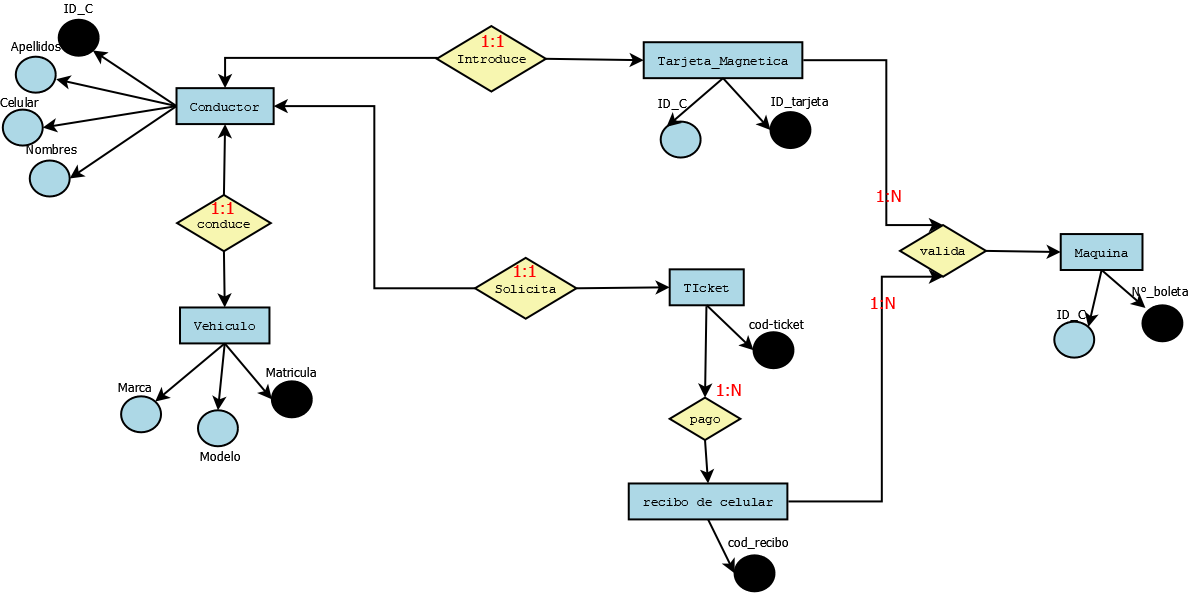 ID_C
Apellidos
Celular
Nombres
Conductor
1:1
Introduce
Tarjeta_Magnetica
ID_C
ID_tarjeta
1:1
conduce
1:N
valida
Maquina
1:N
ID_C
Nº_boleta
1:1
Solicita
TIcket
cod-ticket
Vehiculo
Marca
Modelo
Matricula
1:N
pago
recibo de celular
cod_recibo